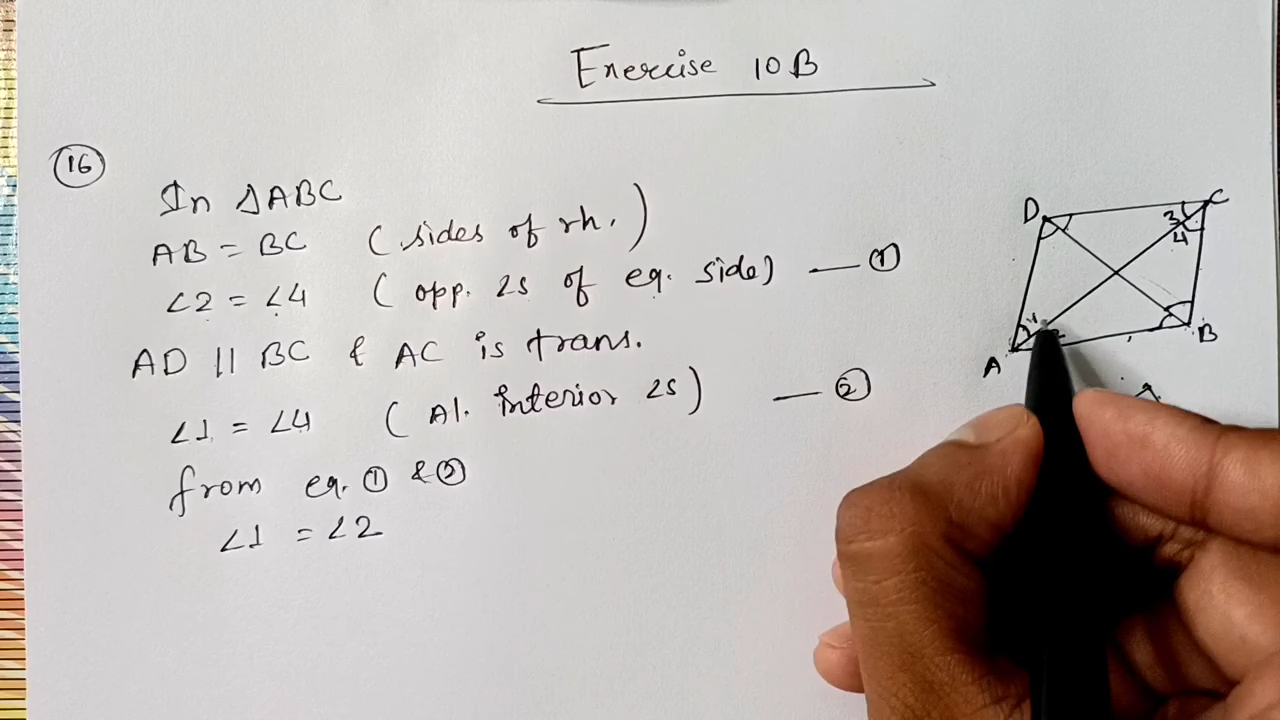 Exercise 10B
16
In △ABC
AB = BC (sides of rh.)
∠2 = ∠4 (opp. ∠s of eq. side) — ①
AD || BC & AC is trans.
∠1 = ∠4 (Al. interior ∠s) — ②
from eq. ① & ②
∠1 = ∠2
D C
3
4
1
A B